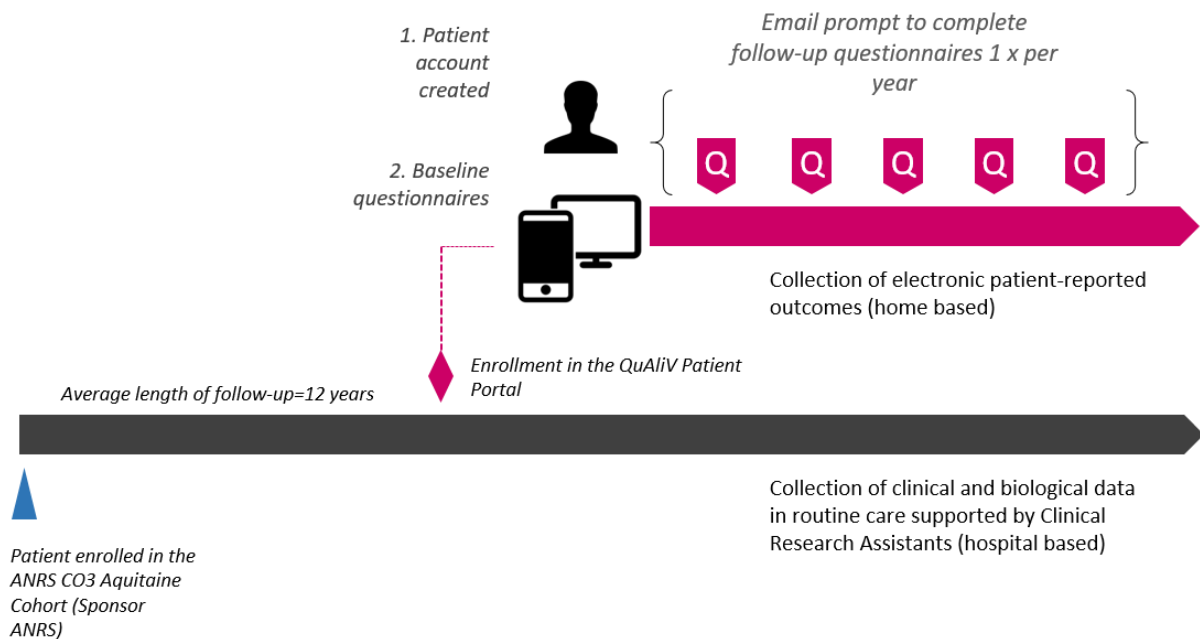 1. Patient
account
created
Email prompt to complete
follow-up questionnaires 1 x per
year
2. Baseline
questionnaires
Q Q Q Q Q
Collection of electronic patient-reported
outcomes (home based)
Enrollment in the QuAliV Patient
Portal
Average length of follow-up=12 years
Collection of clinical and biological data
in routine care supported by Clinical
Research Assistants (hospital based)
Patient enrolled in the
ANRS CO3 Aquitaine
Cohort (Sponsor
ANRS)